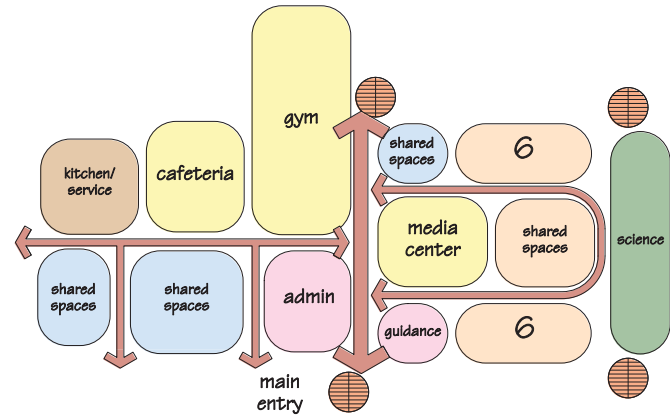 gym
shared
spaces
6
kitchen/
service
cafeteria
media
center
shared
spaces
science
shared
spaces
shared
spaces
admin
guidance
6
main
entry